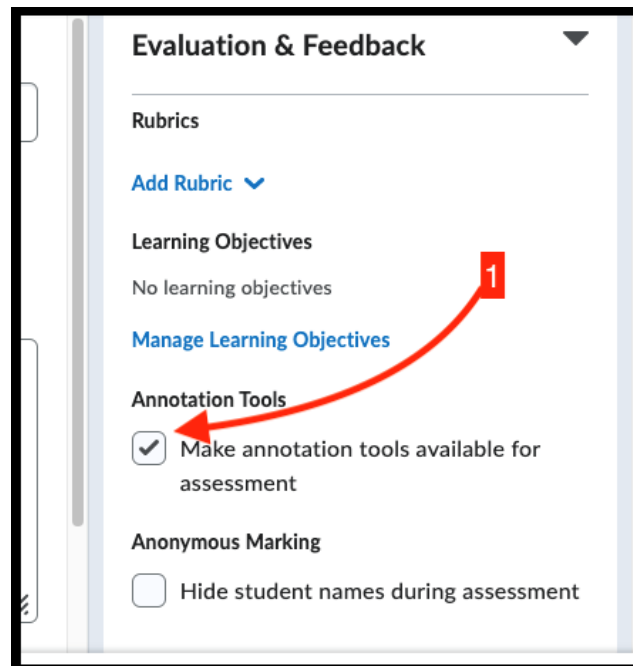 Evaluation & Feedback
Rubrics
Add Rubric
Learning Objectives
No learning objectives
1
Manage Learning Objectives
Annotation Tools
Make annotation tools available for
assessment
Anonymous Marking
Hide student names during assessment